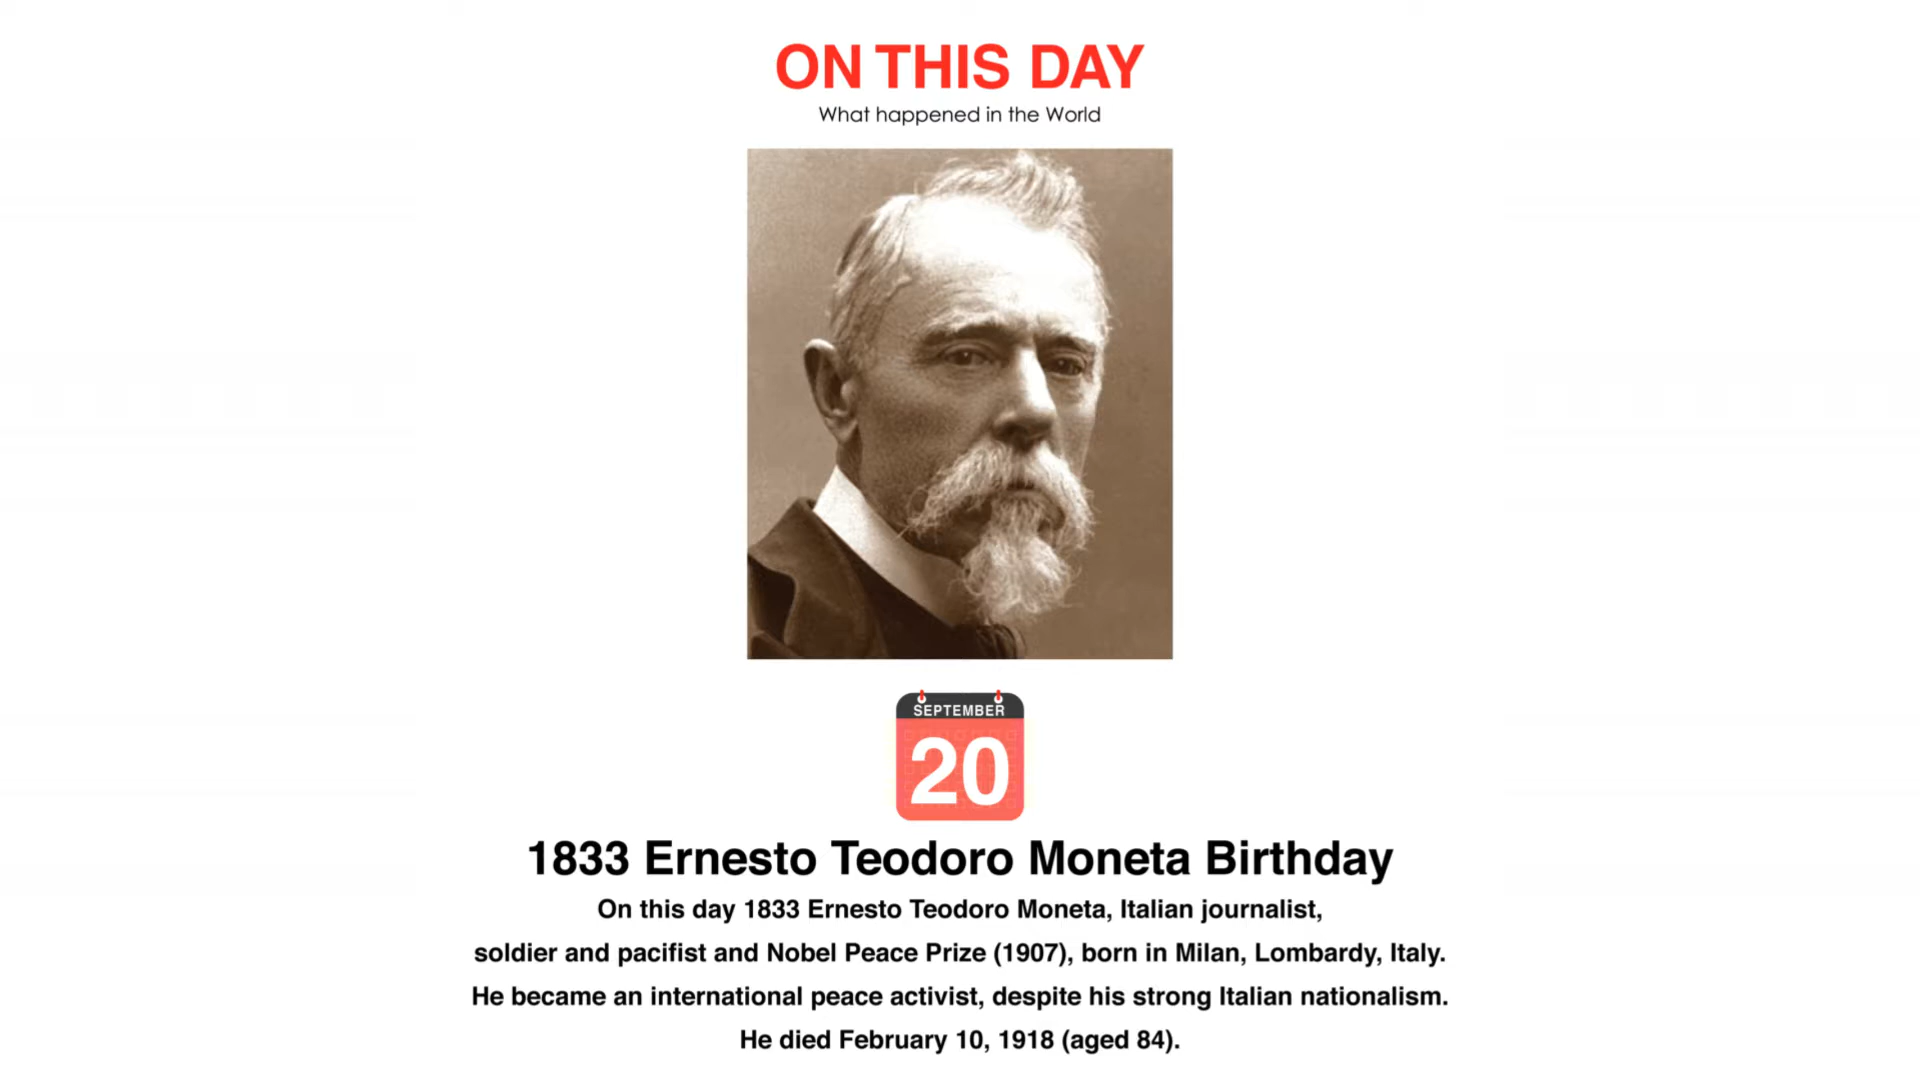 ON THIS DAY
What happened in the World
SEPTEMBER
20
1833 Ernesto Teodoro Moneta Birthday
On this day 1833 Ernesto Teodoro Moneta, Italian journalist,
soldier and pacifist and Nobel Peace Prize (1907), born in Milan, Lombardy, Italy.
He became an international peace activist, despite his strong Italian nationalism.
He died February 10, 1918 (aged 84).